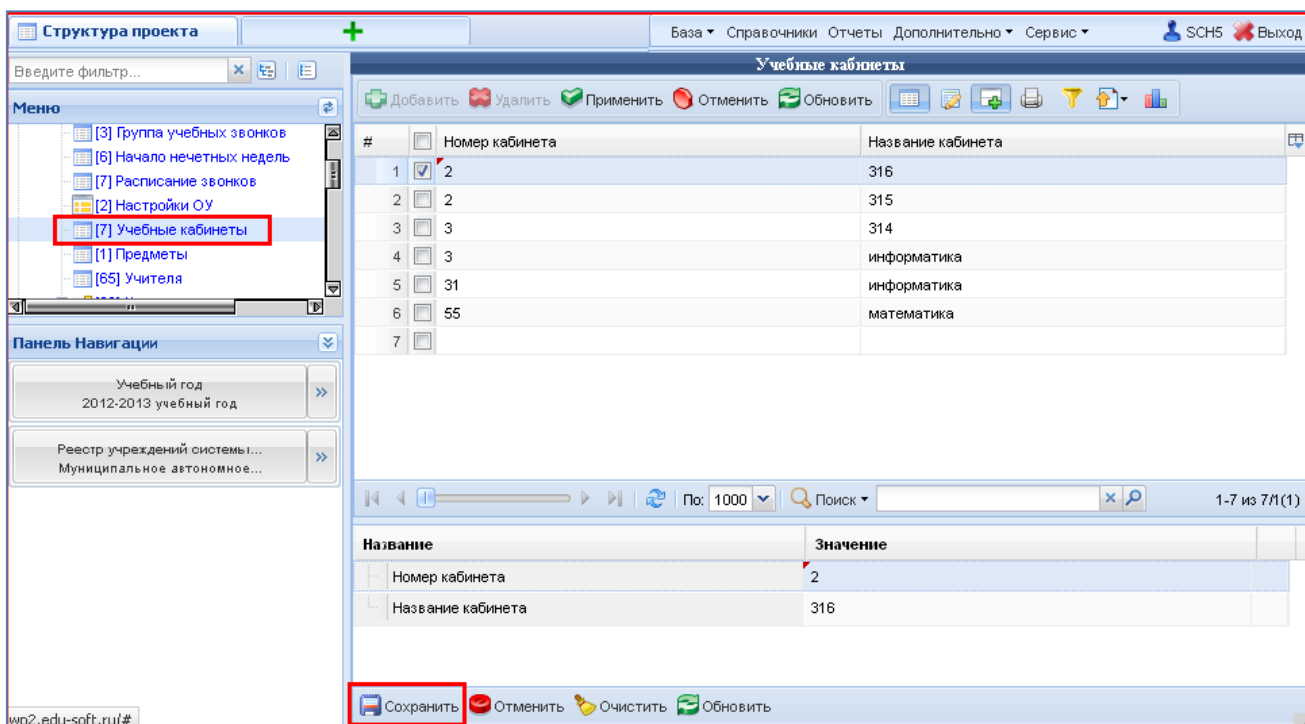 Структура проекта
База Справочники Отчеты Дополнительно Сервис SCH5 Выход
Введите фильтр...
Учебные кабинеты
Добавить Удалить Применить Отменить Обновить
Меню
[3] Группа учебных звонков
[6] Начало нечетных недель
[7] Расписание звонков
[2] Настройки ОУ
[7] Учебные кабинеты
[1] Предметы
[65] Учителя
# Номер кабинета Название кабинета
1 2 316
2 2 315
3 3 314
4 3 информатика
5 31 информатика
6 55 математика
7
Панель Навигации
Учебный год
2012-2013 учебный год
Реестр учреждений системы...
Муниципальное автономное...
По: 1000 Поиск 1-7 из 7/1(1)
Название Значение
Номер кабинета 2
Название кабинета 316
Сохранить Отменить Очистить Обновить
wp2.edu-soft.ru/#